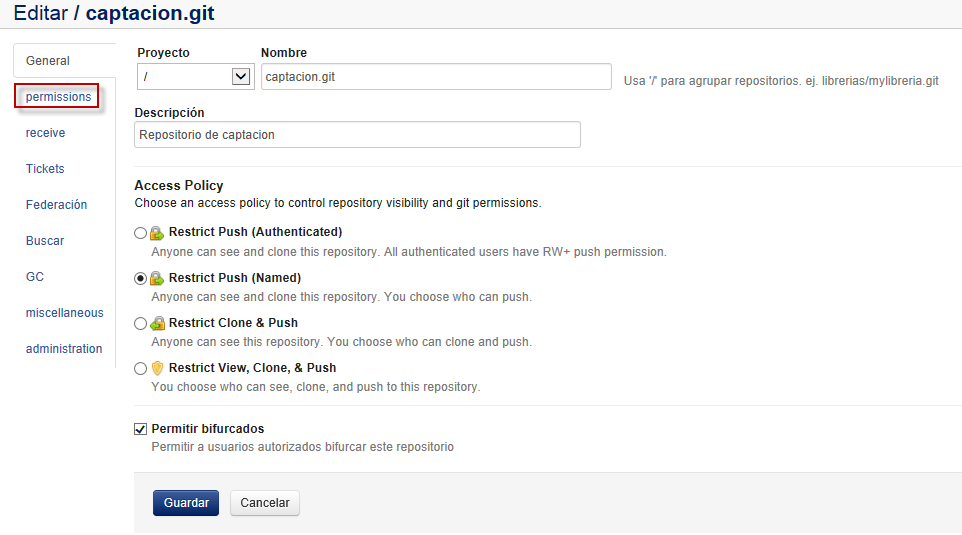 Editar / captacion.git
General
permissions
receive
Tickets
Federación
Buscar
GC
miscellaneous
administration
Proyecto Nombre
/ captacion.git Usa '/' para agrupar repositorios. ej. librerias/mylibreria.git
Descripción
Repositorio de captacion
Access Policy
Choose an access policy to control repository visibility and git permissions.
Restrict Push (Authenticated)
Anyone can see and clone this repository. All authenticated users have RW+ push permission.
Restrict Push (Named)
Anyone can see and clone this repository. You choose who can push.
Restrict Clone & Push
Anyone can see this repository. You choose who can clone and push.
Restrict View, Clone, & Push
You choose who can see, clone, and push to this repository.
Permitir bifurcados
Permitir a usuarios autorizados bifurcar este repositorio
Guardar Cancelar